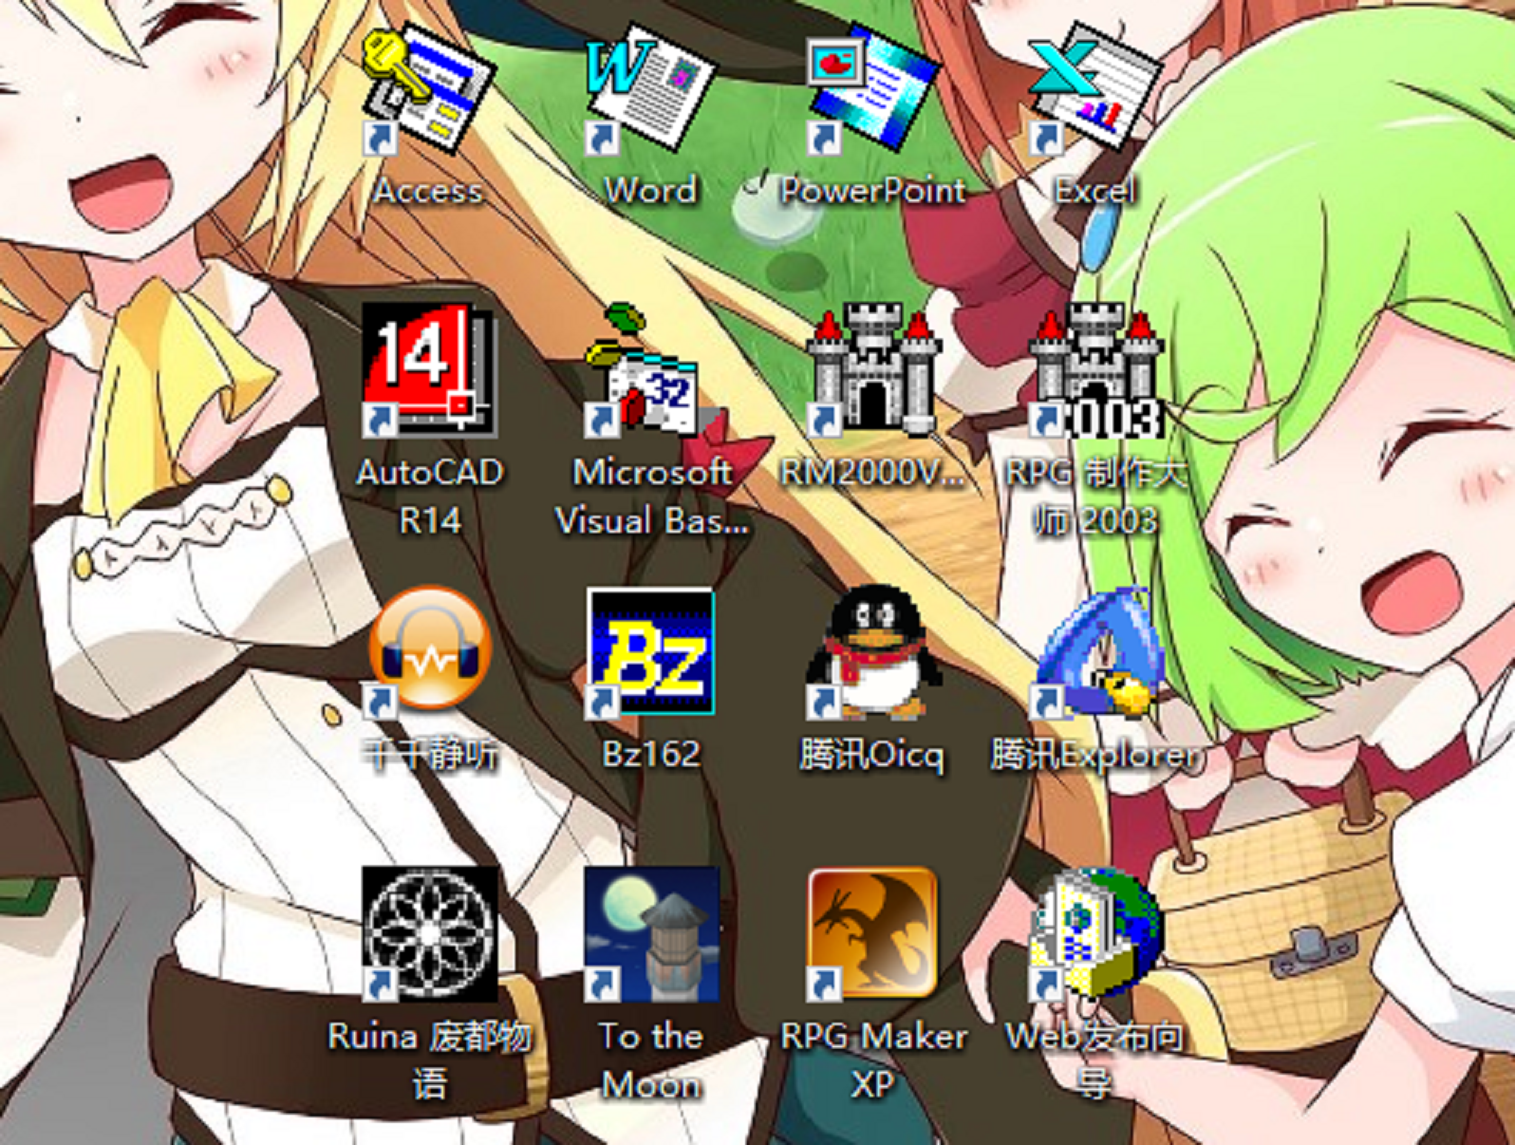 Access
Word
PowerPoint
Excel
14
32
2003
AutoCAD
R14
Microsoft
Visual Bas...
RM2000V...
RPG 制作大
师 2003
Bz
千千静听
Bz162
腾讯Oicq
腾讯Explorer
Ruina 废都物
语
To the
Moon
RPG Maker
XP
Web发布向
导